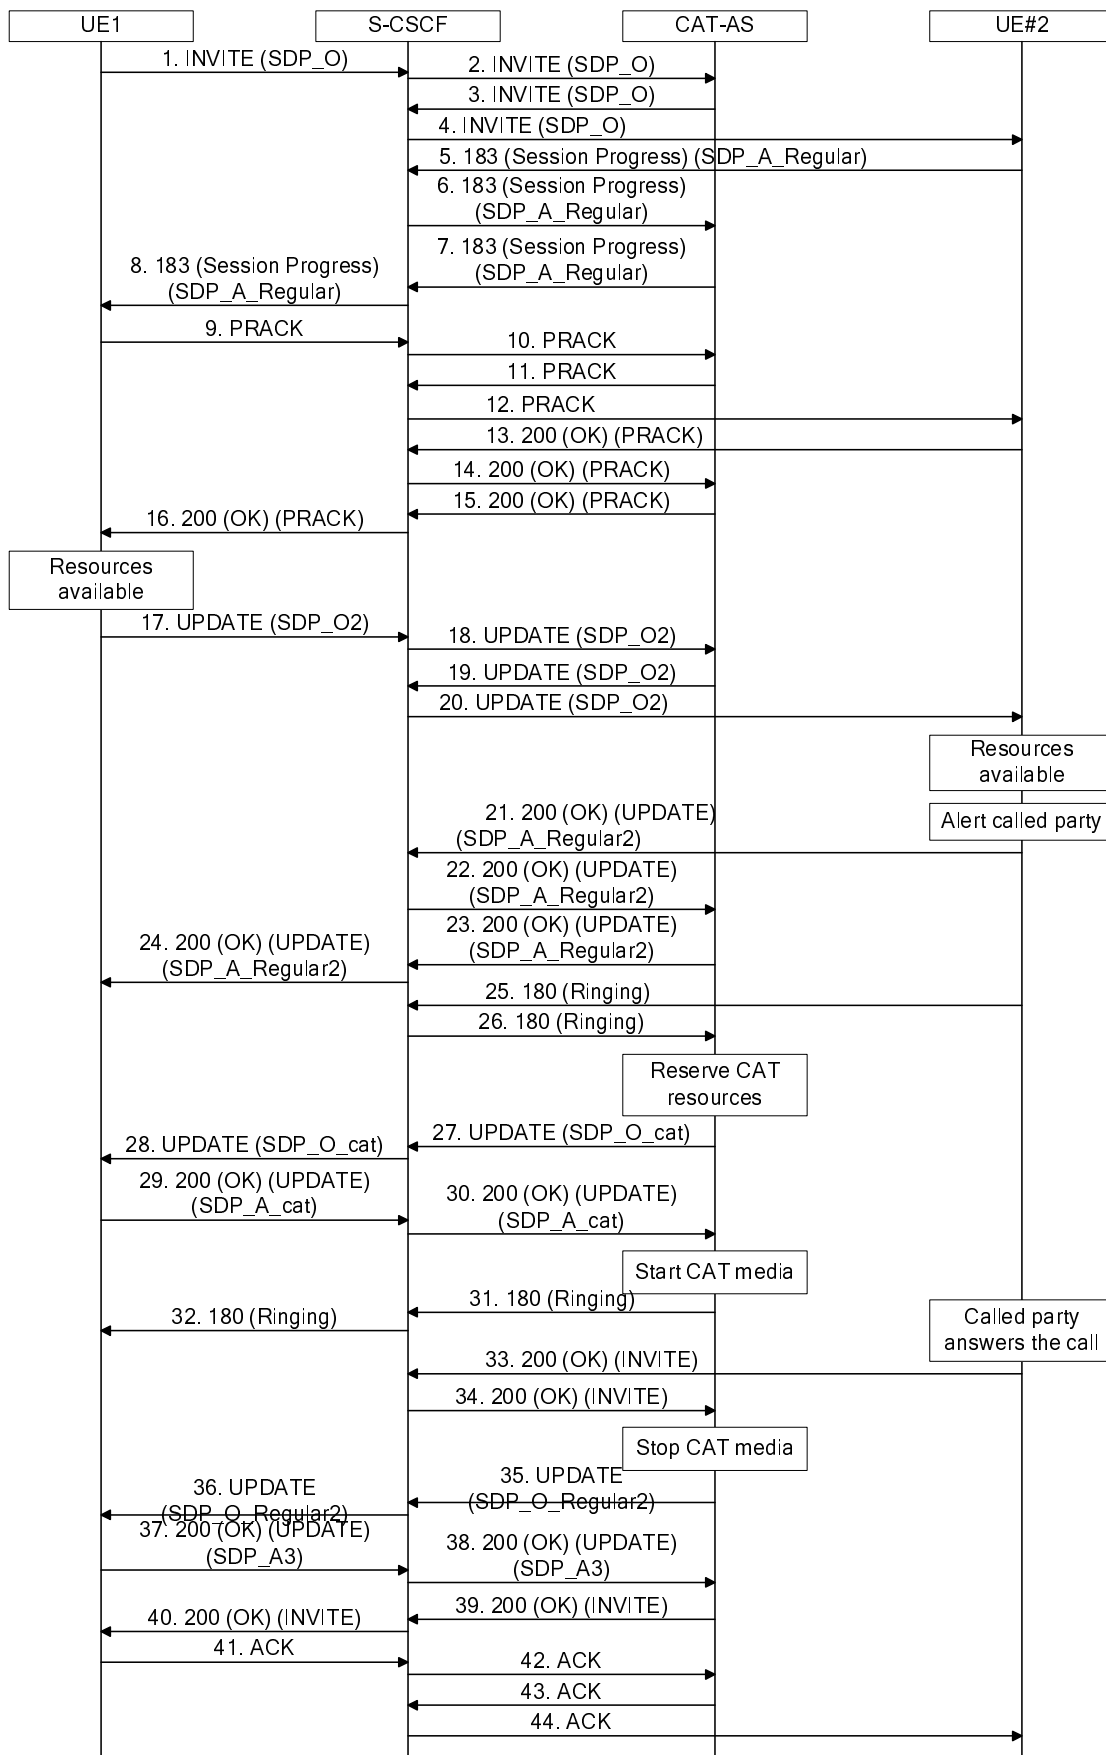 UE1
S-CSCF
CAT-AS
UE#2
1. INVITE (SDP_O)
2. INVITE (SDP_O)
3. INVITE (SDP_O)
4. INVITE (SDP_O)
5. 183 (Session Progress) (SDP_A_Regular)
6. 183 (Session Progress)
(SDP_A_Regular)
7. 183 (Session Progress)
(SDP_A_Regular)
8. 183 (Session Progress)
(SDP_A_Regular)
9. PRACK
10. PRACK
11. PRACK
12. PRACK
13. 200 (OK) (PRACK)
14. 200 (OK) (PRACK)
15. 200 (OK) (PRACK)
16. 200 (OK) (PRACK)
Resources
available
17. UPDATE (SDP_O2)
18. UPDATE (SDP_O2)
19. UPDATE (SDP_O2)
20. UPDATE (SDP_O2)
Resources
available
Alert called party
21. 200 (OK) (UPDATE)
(SDP_A_Regular2)
22. 200 (OK) (UPDATE)
(SDP_A_Regular2)
23. 200 (OK) (UPDATE)
(SDP_A_Regular2)
24. 200 (OK) (UPDATE)
(SDP_A_Regular2)
25. 180 (Ringing)
26. 180 (Ringing)
Reserve CAT
resources
27. UPDATE (SDP_O_cat)
28. UPDATE (SDP_O_cat)
29. 200 (OK) (UPDATE)
(SDP_A_cat)
30. 200 (OK) (UPDATE)
(SDP_A_cat)
Start CAT media
31. 180 (Ringing)
32. 180 (Ringing)
Called party
answers the call
33. 200 (OK) (INVITE)
34. 200 (OK) (INVITE)
Stop CAT media
35. UPDATE
(SDP_O_Regular2)
36. UPDATE
(SDP_O_Regular2)
37. 200 (OK) (UPDATE)
(SDP_A3)
38. 200 (OK) (UPDATE)
(SDP_A3)
39. 200 (OK) (INVITE)
40. 200 (OK) (INVITE)
41. ACK
42. ACK
43. ACK
44. ACK